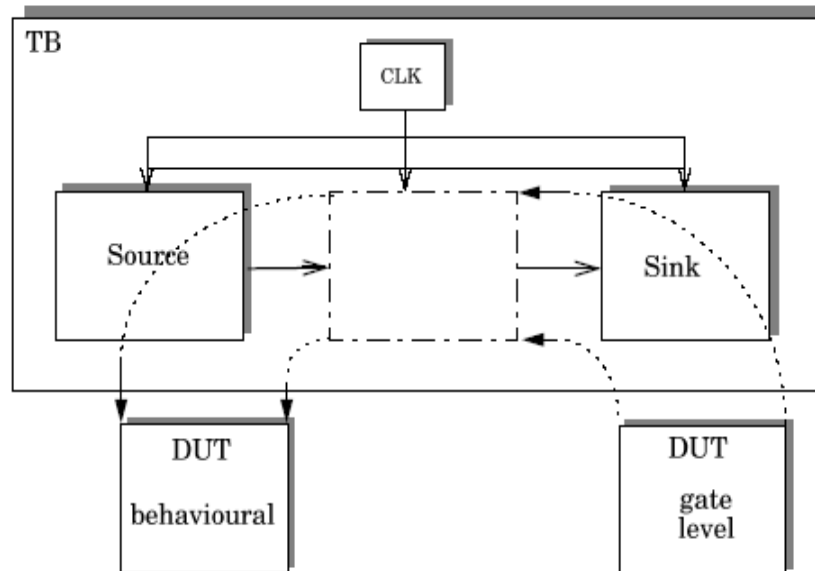 TB
CLK
Source
Sink
DUT
behavioural
DUT
gate
level